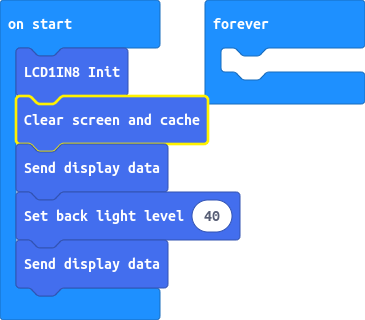 on start
LCD1IN8 Init
Clear screen and cache
Send display data
Set back light level 40
Send display data
forever